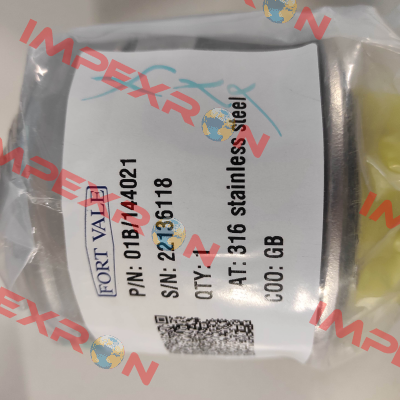 IMPEXRON
FORT VALE
P/N: 01B/144021
S/N: 22136118
QTY: 1
AT: 316 stainless steel
COO: GB
IMPEXRON
IMPEXRON